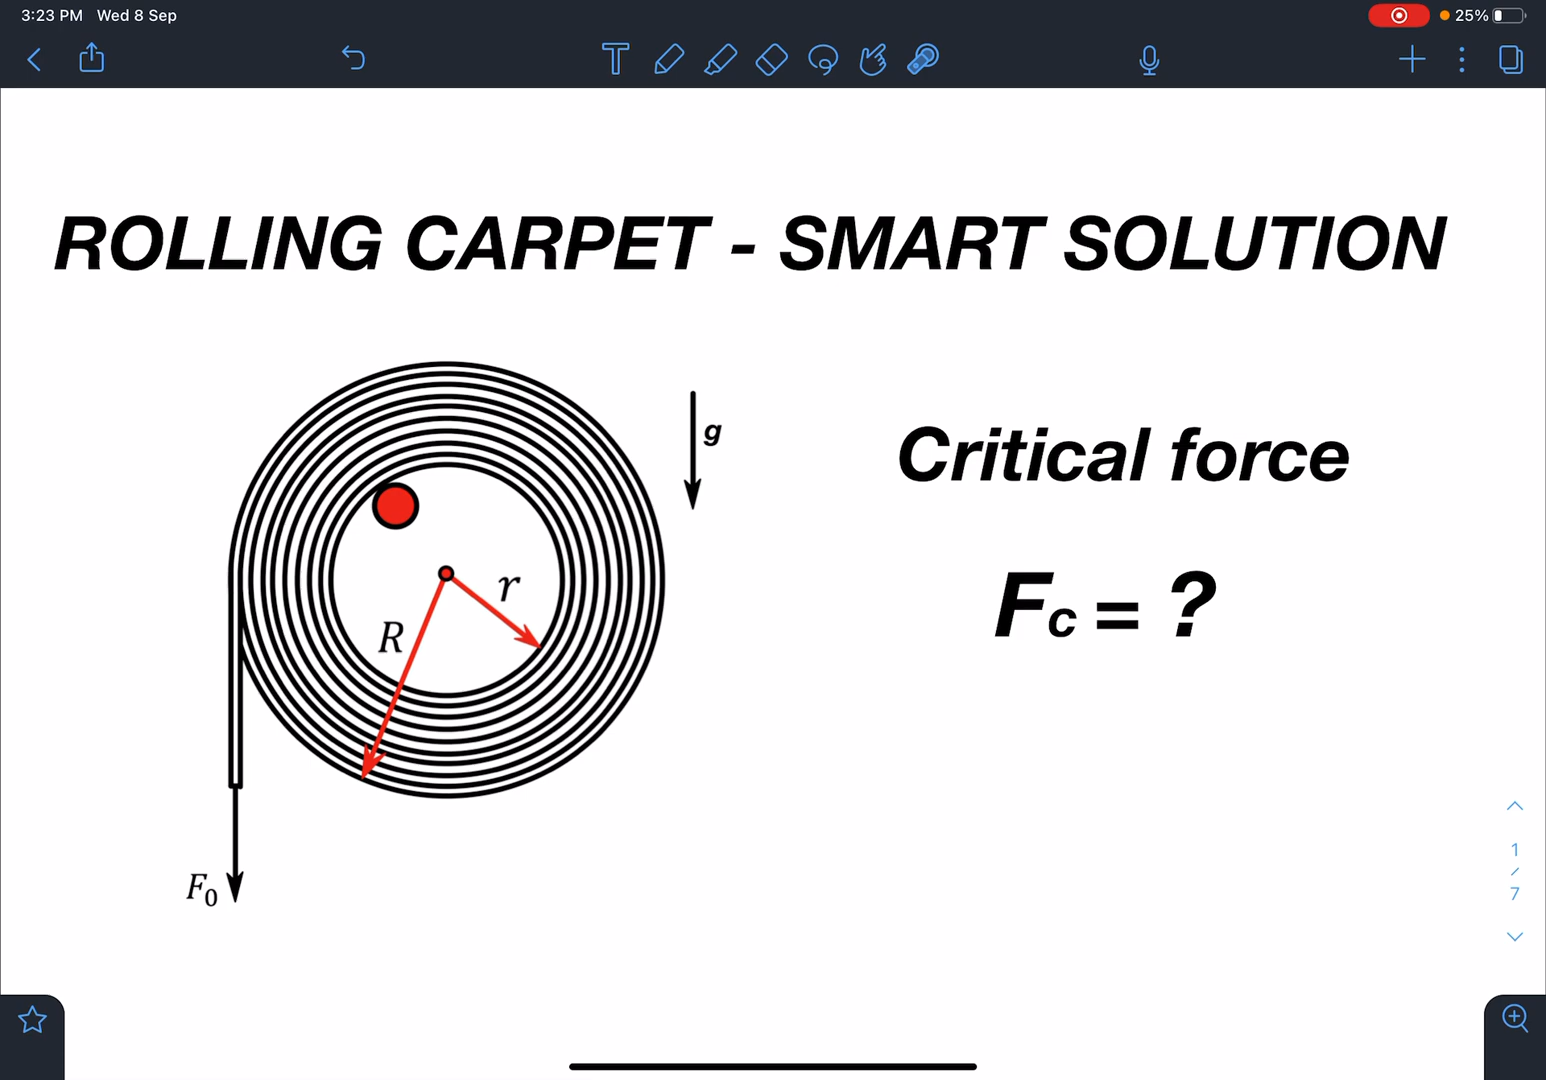 3:23 PM Wed 8 Sep
25%
ROLLING CARPET - SMART SOLUTION
g
Critical force
r
R
Fc = ?
F0
1
/
7